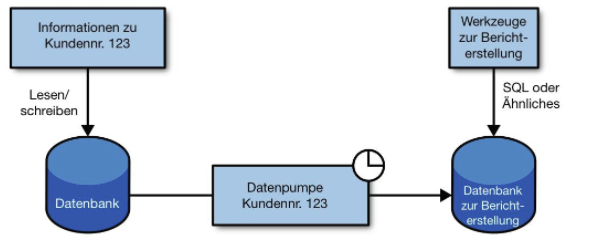 Informationen zu
Kundennr. 123
Werkzeuge
zur Bericht-
erstellung
Lesen/
schreiben
SQL oder
Ähnliches
Datenbank
Datenpumpe
Kundennr. 123
Datenbank
zur Bericht-
erstellung